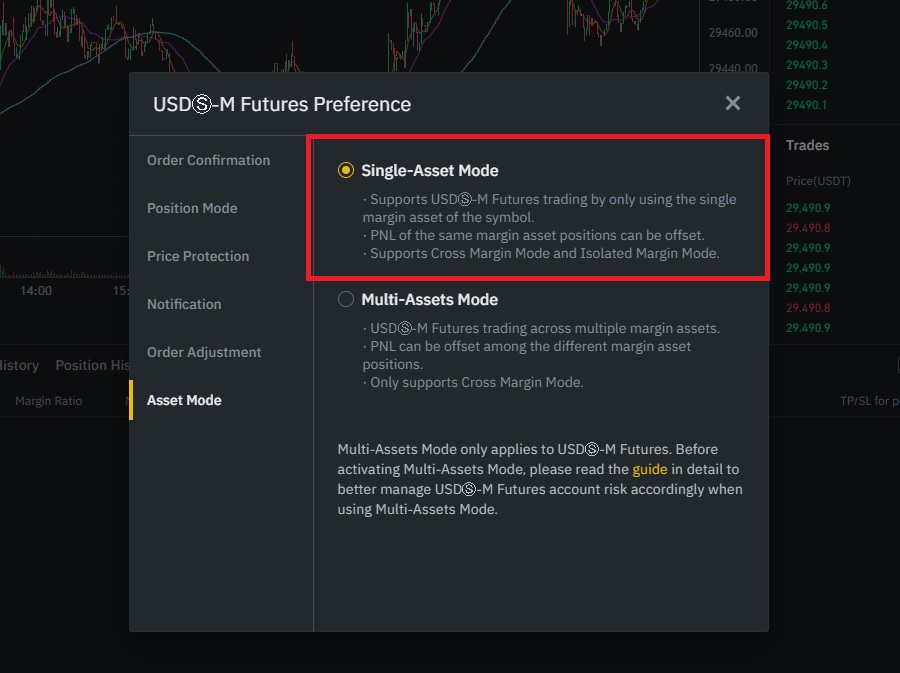 29460.00
29440.00
29490.6
29490.5
29490.4
29490.3
29490.2
29490.1
USDⓈ-M Futures Preference
Order Confirmation
Position Mode
Price Protection
Notification
Order Adjustment
Asset Mode
Single-Asset Mode
· Supports USDⓈ-M Futures trading by only using the single
margin asset of the symbol.
· PNL of the same margin asset positions can be offset.
· Supports Cross Margin Mode and Isolated Margin Mode.
Multi-Assets Mode
· USDⓈ-M Futures trading across multiple margin assets.
· PNL can be offset among the different margin asset
positions.
· Only supports Cross Margin Mode.
Multi-Assets Mode only applies to USDⓈ-M Futures. Before
activating Multi-Assets Mode, please read the guide in detail to
better manage USDⓈ-M Futures account risk accordingly when
using Multi-Assets Mode.
Trades
Price(USDT)
29,490.9
29,490.8
29,490.9
29,490.9
29,490.9
29,490.8
29,490.9
14:00
15:
History Position His
Margin Ratio
TP/SL for po